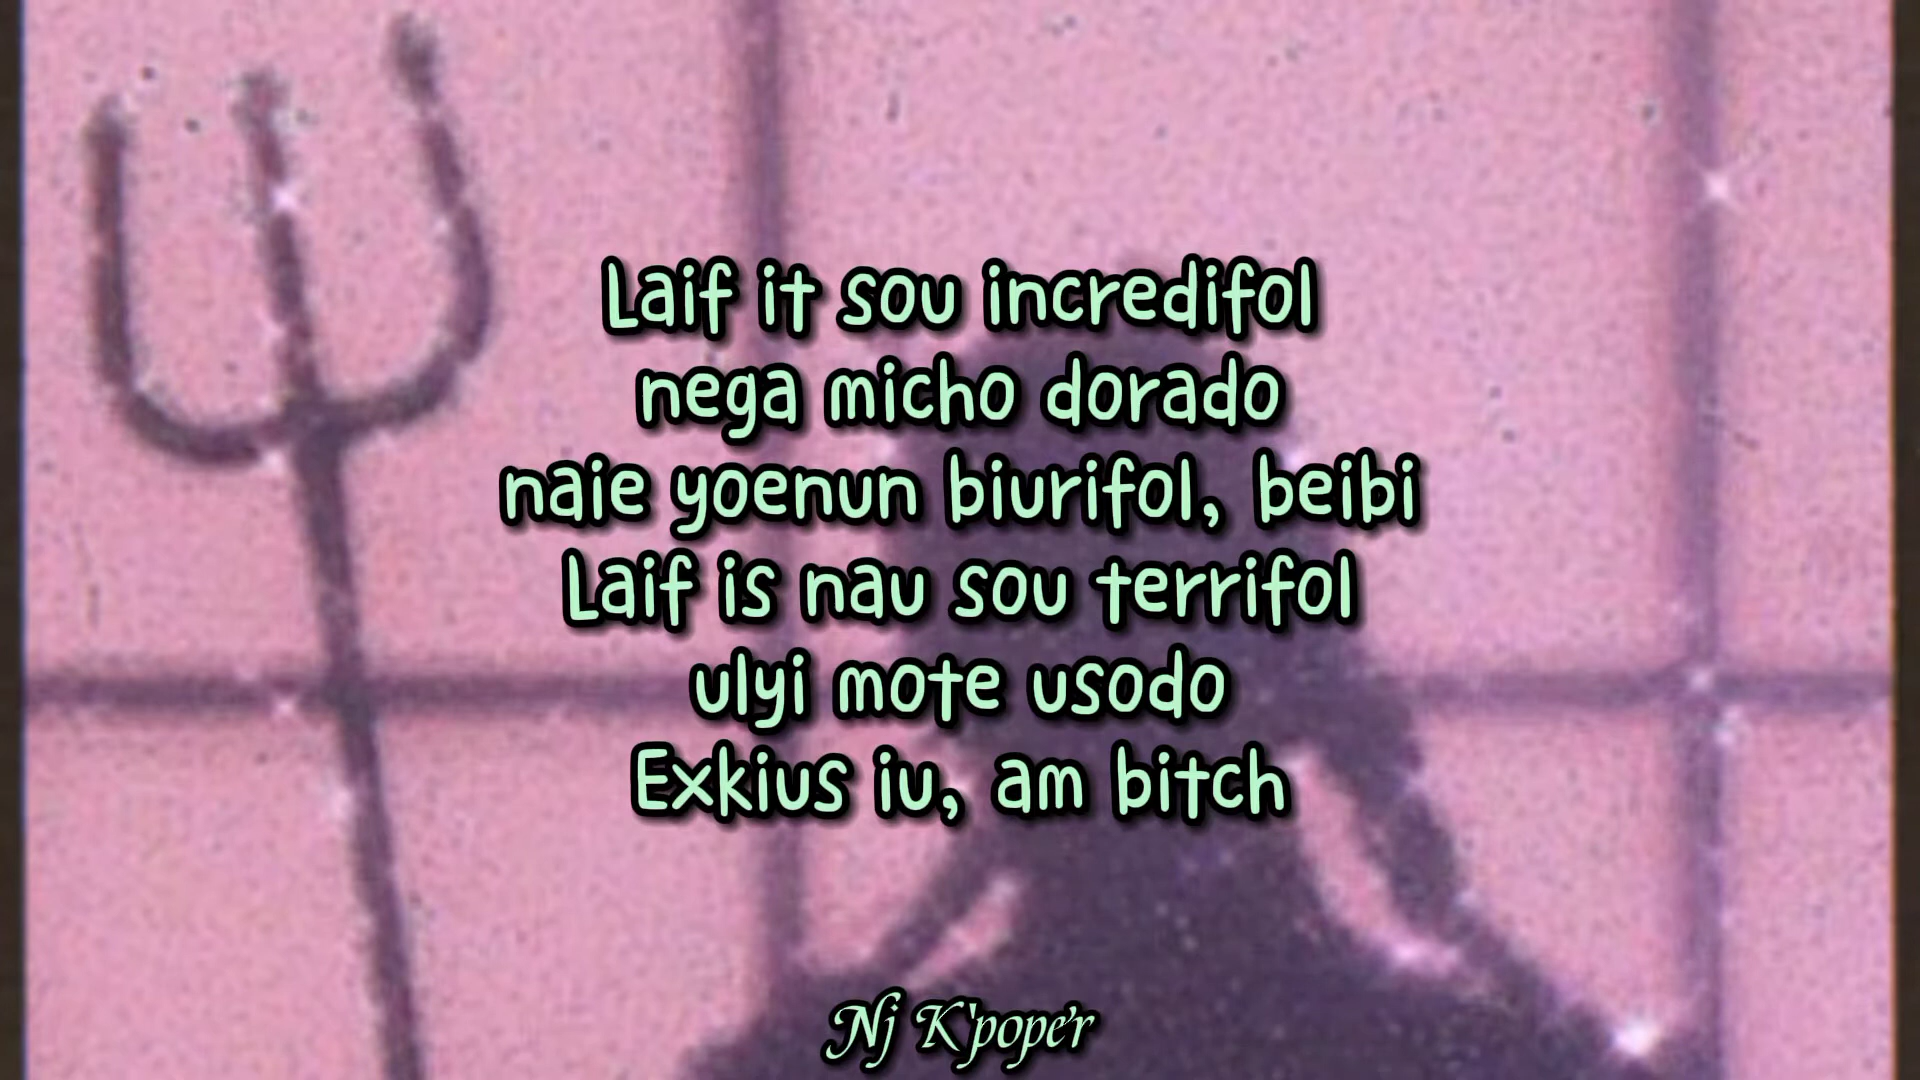 Laif it sou incredifol
nega micho dorado
naie yoenun biurifol, beibi
Laif is nau sou terrifol
ulyi mote usodo
Exkius iu, am bitch
Nj K'pope'r